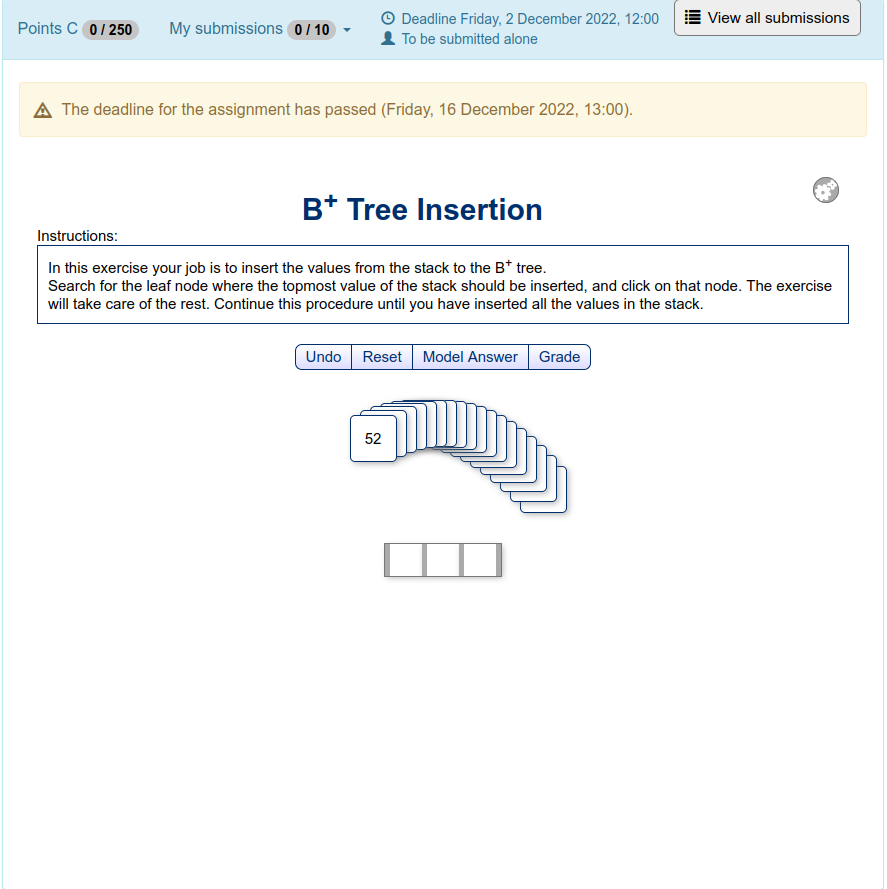 Points C 0 / 250 My submissions 0 / 10 Deadline Friday, 2 December 2022, 12:00 View all submissions
To be submitted alone
The deadline for the assignment has passed (Friday, 16 December 2022, 13:00).
B+ Tree Insertion
Instructions:
In this exercise your job is to insert the values from the stack to the B+ tree.
Search for the leaf node where the topmost value of the stack should be inserted, and click on that node. The exercise
will take care of the rest. Continue this procedure until you have inserted all the values in the stack.
Undo Reset Model Answer Grade
52